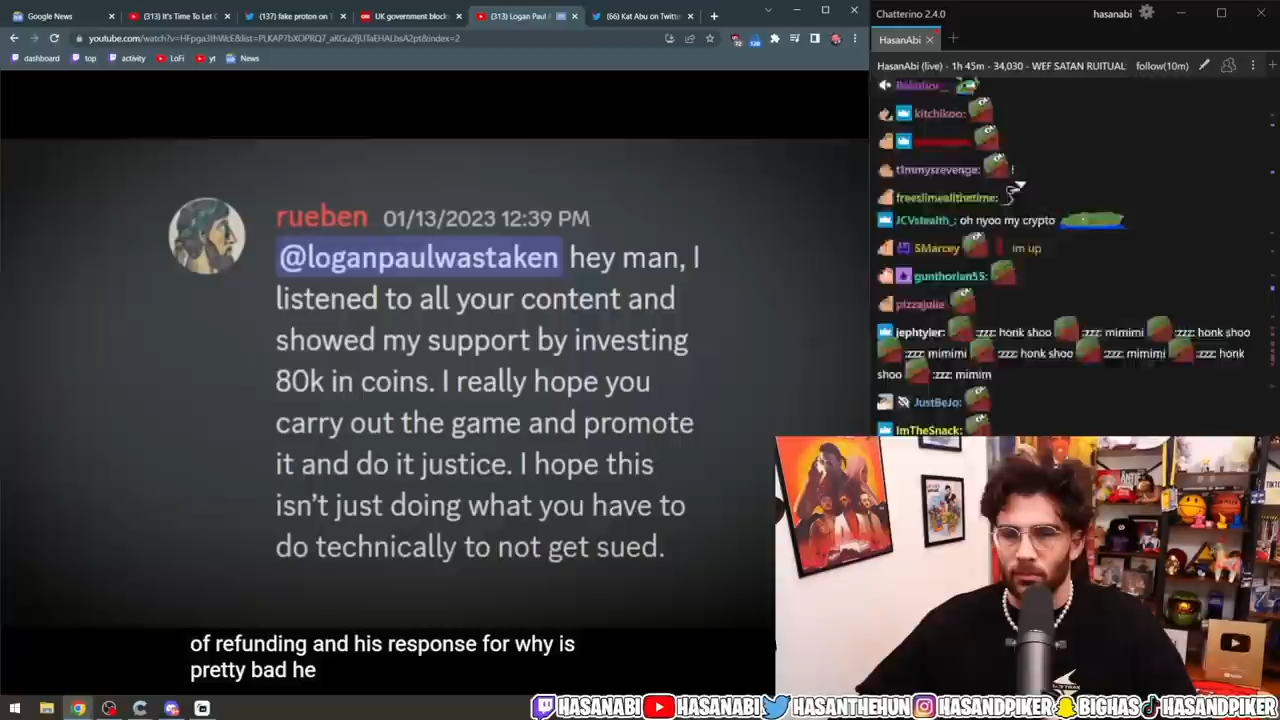 Google News
(313) It's Time To Let
(137) fake proton on T
UK government block
(313) Logan Paul
(66) Kat Abu on Twitter
Chatterino 2.4.0
hasanabi
youtube.com/watch?v=
HasanAbi
dashboard
top
activity
LoFi
yt
News
HasanAbi (live) - 1h 45m - 34,030 - WEF SATAN RUITUAL
follow(10m)
kitchikoo:
t1mmysrevenge:
!
freeslimeallthetime:
JCVstealth_: oh nyoo my crypto
SMarcey
im up
gunthorian55:
pizzajulie
jephtyler: :zzz: honk shoo :zzz: mimimi :zzz: honk shoo
:zzz: mimimi :zzz: honk shoo :zzz: mimimi :zzz: honk
shoo :zzz: mimim
JustBeJo:
ImTheSnack:
rueben 01/13/2023 12:39 PM
@loganpaulwastaken hey man, I
listened to all your content and
showed my support by investing
80k in coins. I really hope you
carry out the game and promote
it and do it justice. I hope this
isn't just doing what you have to
do technically to not get sued.
of refunding and his response for why is
pretty bad he
HASANABI
HASANABI
HASANTHEHUN
HASANDPIKER
BIGHAS
HASANDPIKER